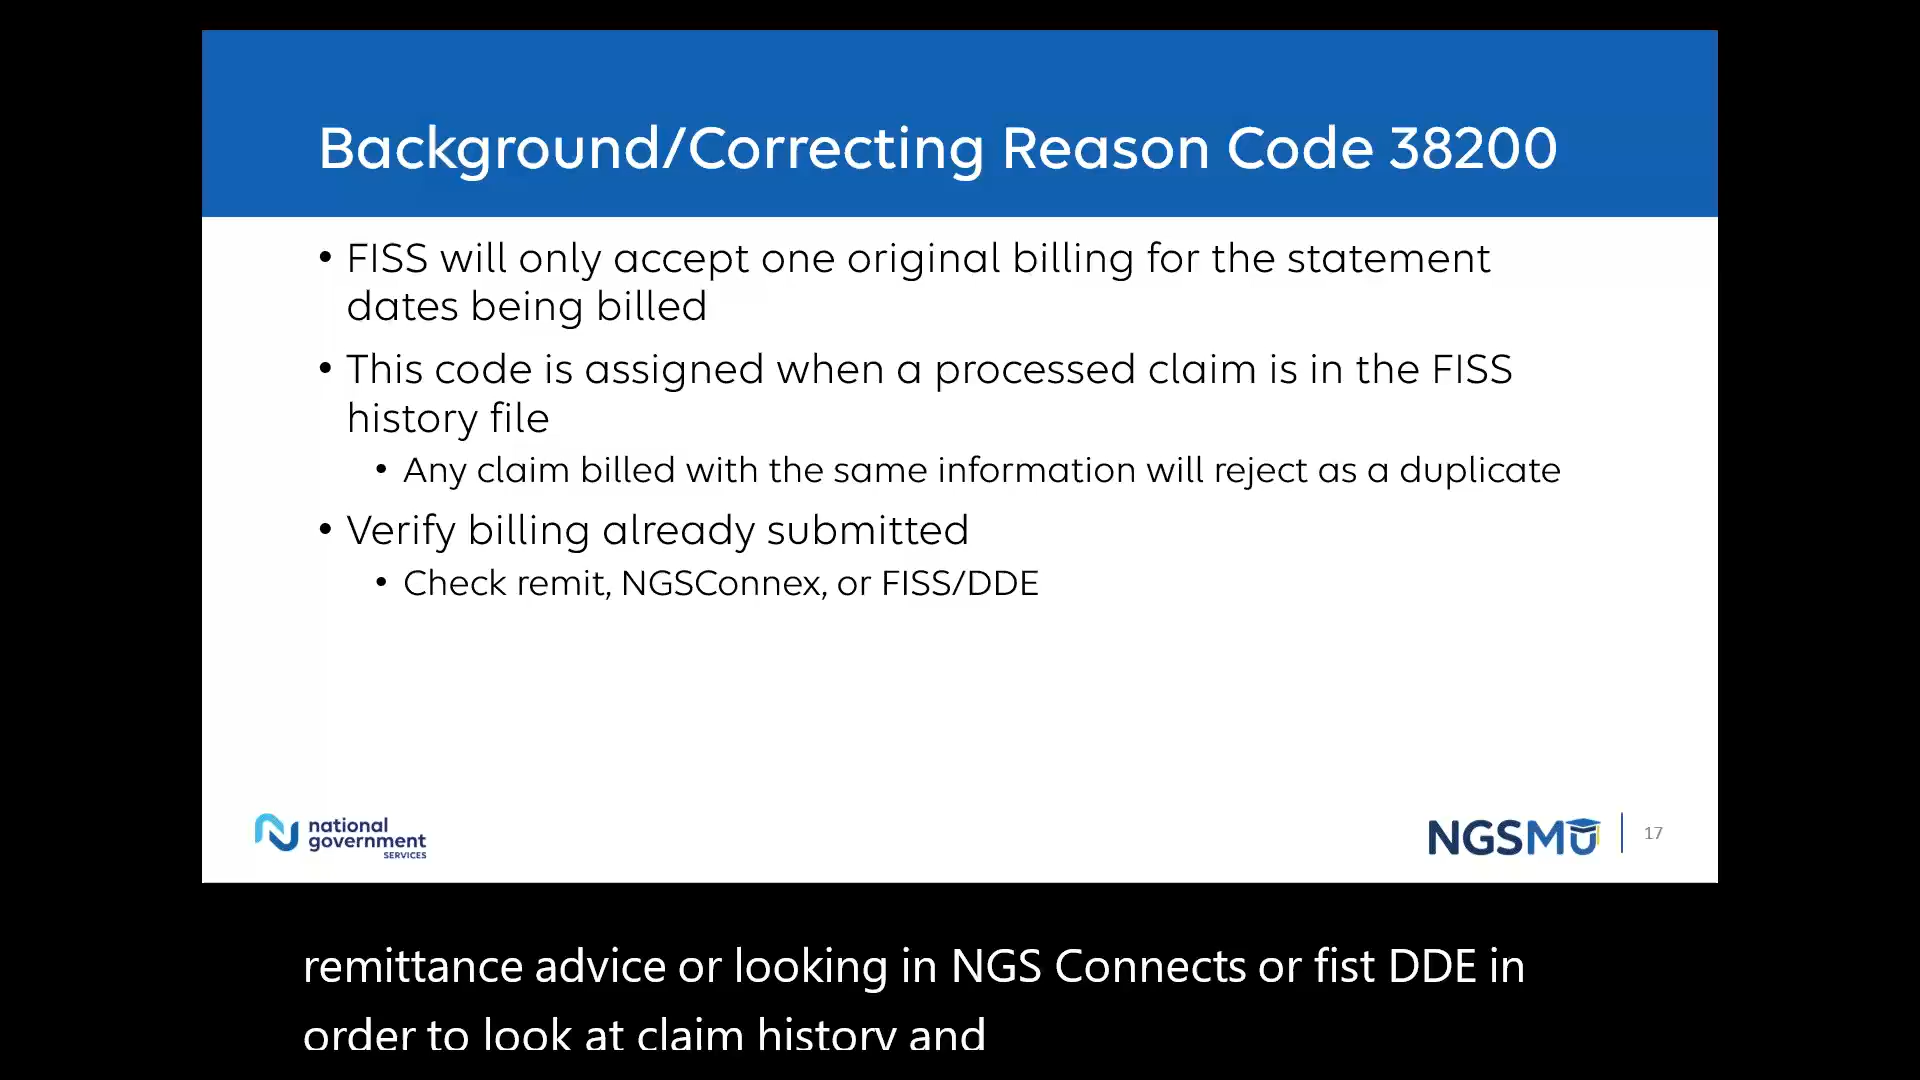 Background/Correcting Reason Code 38200
• FISS will only accept one original billing for the statement
dates being billed
• This code is assigned when a processed claim is in the FISS
history file
• Any claim billed with the same information will reject as a duplicate
• Verify billing already submitted
• Check remit, NGSConnex, or FISS/DDE
national
government
SERVICES
NGSMU
17
remittance advice or looking in NGS Connects or fist DDE in
order to look at claim history and